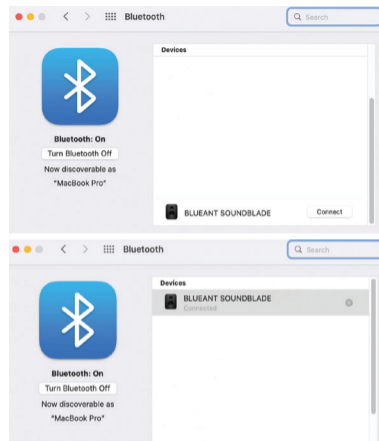 Bluetooth
Search
Devices
Bluetooth: On
Turn Bluetooth Off
Now discoverable as
"MacBook Pro"
BLUEANT SOUNDBLADE
Connect
Bluetooth
Search
Devices
BLUEANT SOUNDBLADE
Connected
Bluetooth: On
Turn Bluetooth Off
Now discoverable as
"MacBook Pro"